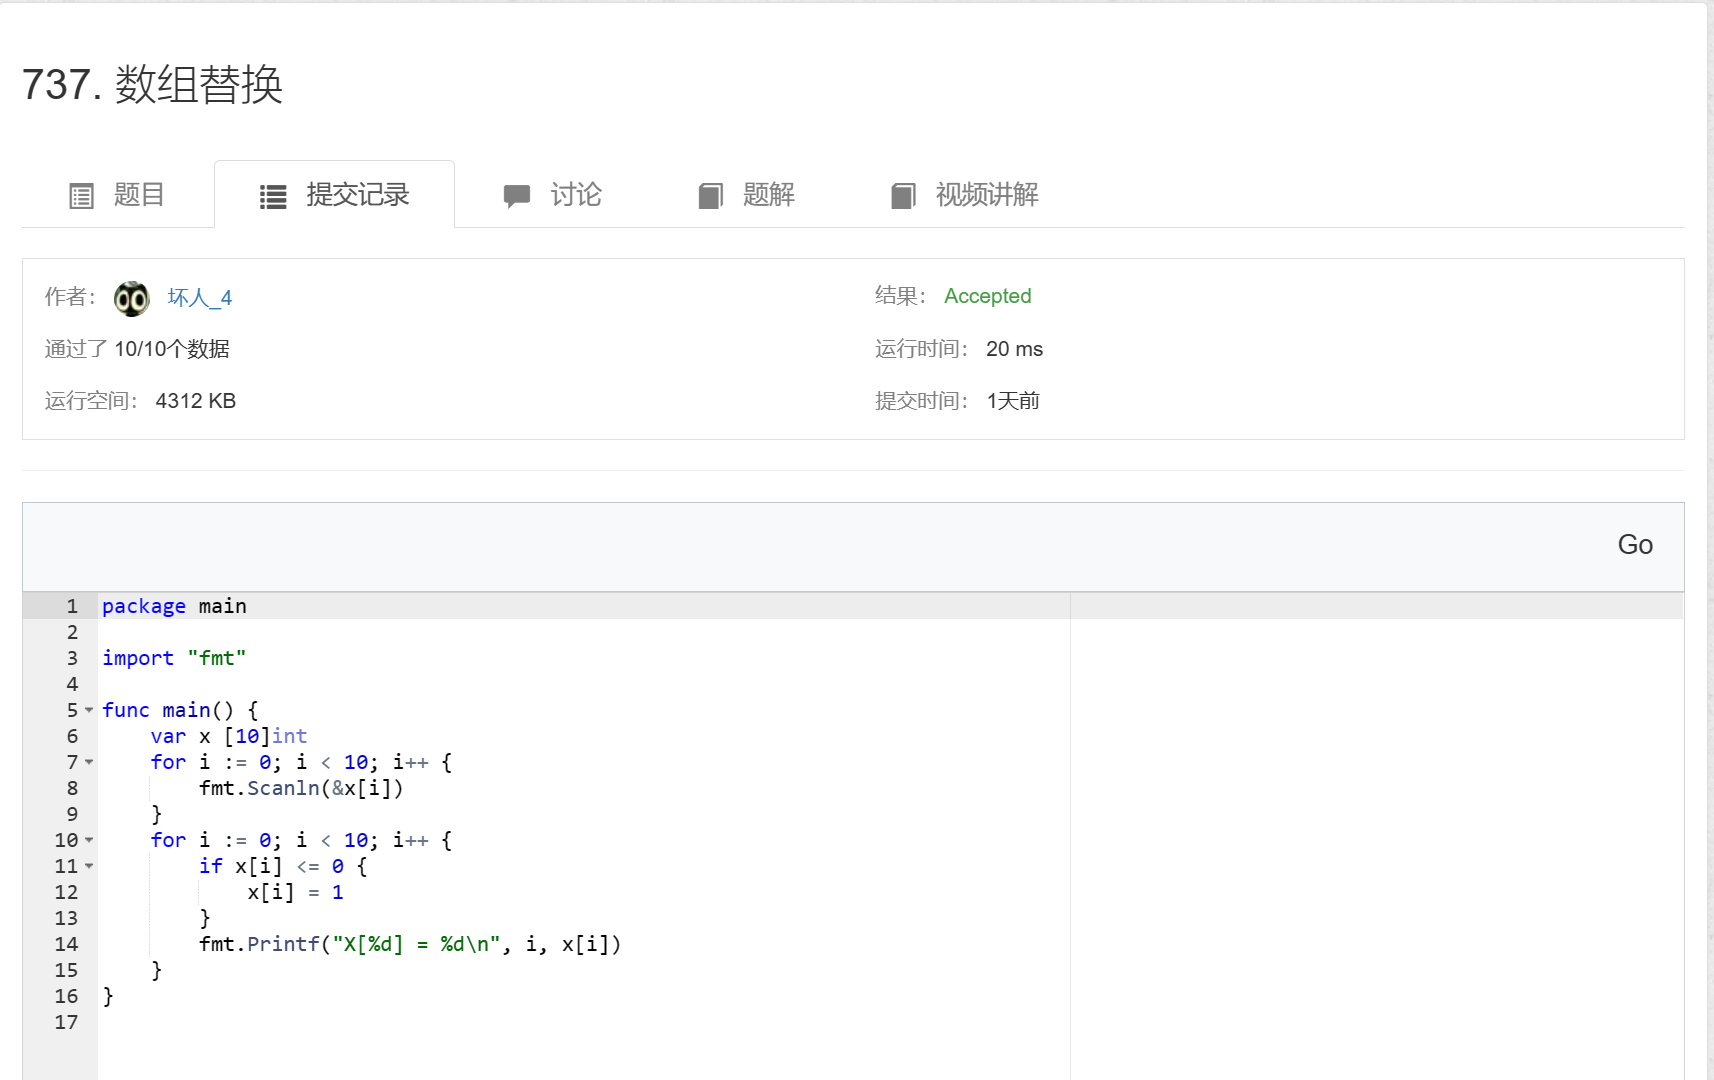 737. 数组替换
题目 提交记录 讨论 题解 视频讲解
作者： 坏人_4 结果： Accepted
通过了 10/10个数据 运行时间： 20 ms
运行空间： 4312 KB 提交时间： 1天前
Go
1 package main
2
3 import "fmt"
4
5 func main() {
6     var x [10]int
7     for i := 0; i < 10; i++ {
8         fmt.Scanln(&x[i])
9     }
10     for i := 0; i < 10; i++ {
11         if x[i] <= 0 {
12             x[i] = 1
13         }
14         fmt.Printf("X[%d] = %d\n", i, x[i])
15     }
16 }
17